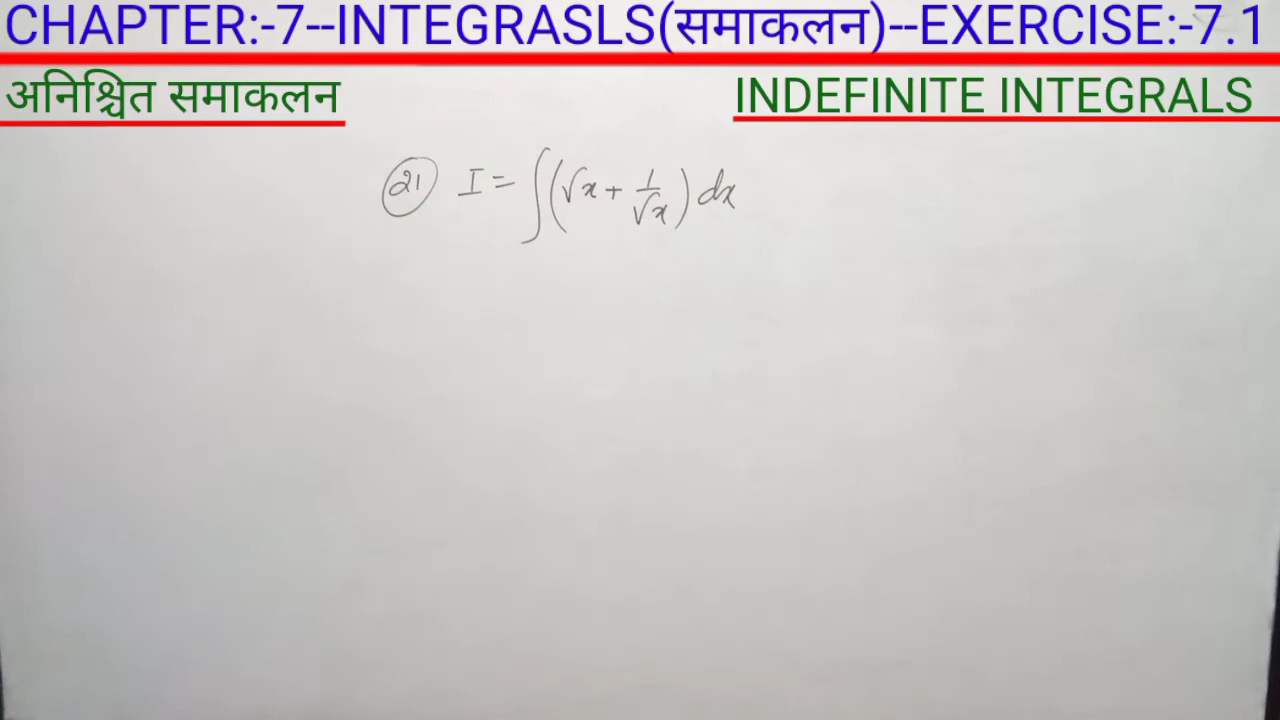 CHAPTER:-7--INTEGRASLS(समाकलन)--EXERCISE:-7.1
अनिश्चित समाकलन
INDEFINITE INTEGRALS
(21) I = ∫(√x + 1/√x) dx